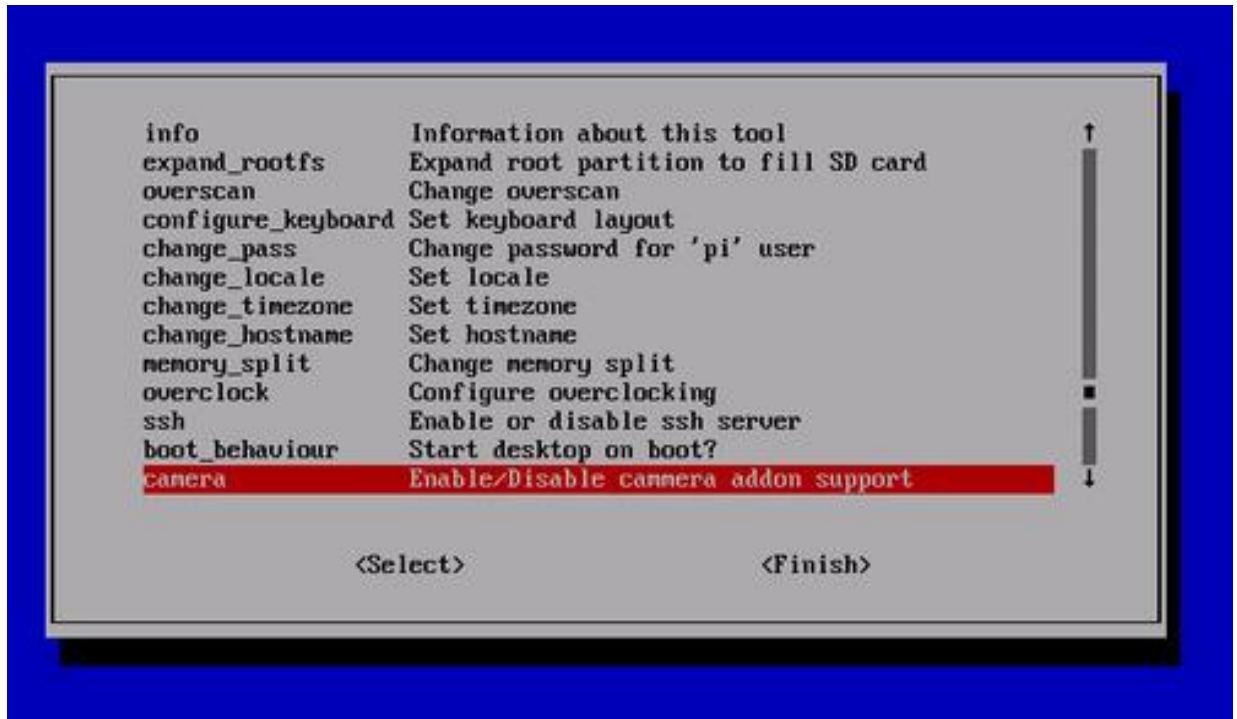 info Information about this tool
expand_rootfs Expand root partition to fill SD card
overscan Change overscan
configure_keyboard Set keyboard layout
change_pass Change password for 'pi' user
change_locale Set locale
change_timezone Set timezone
change_hostname Set hostname
memory_split Change memory split
overclock Configure overclocking
ssh Enable or disable ssh server
boot_behaviour Start desktop on boot?
camera Enable/Disable cammera addon support
<Select> <Finish>